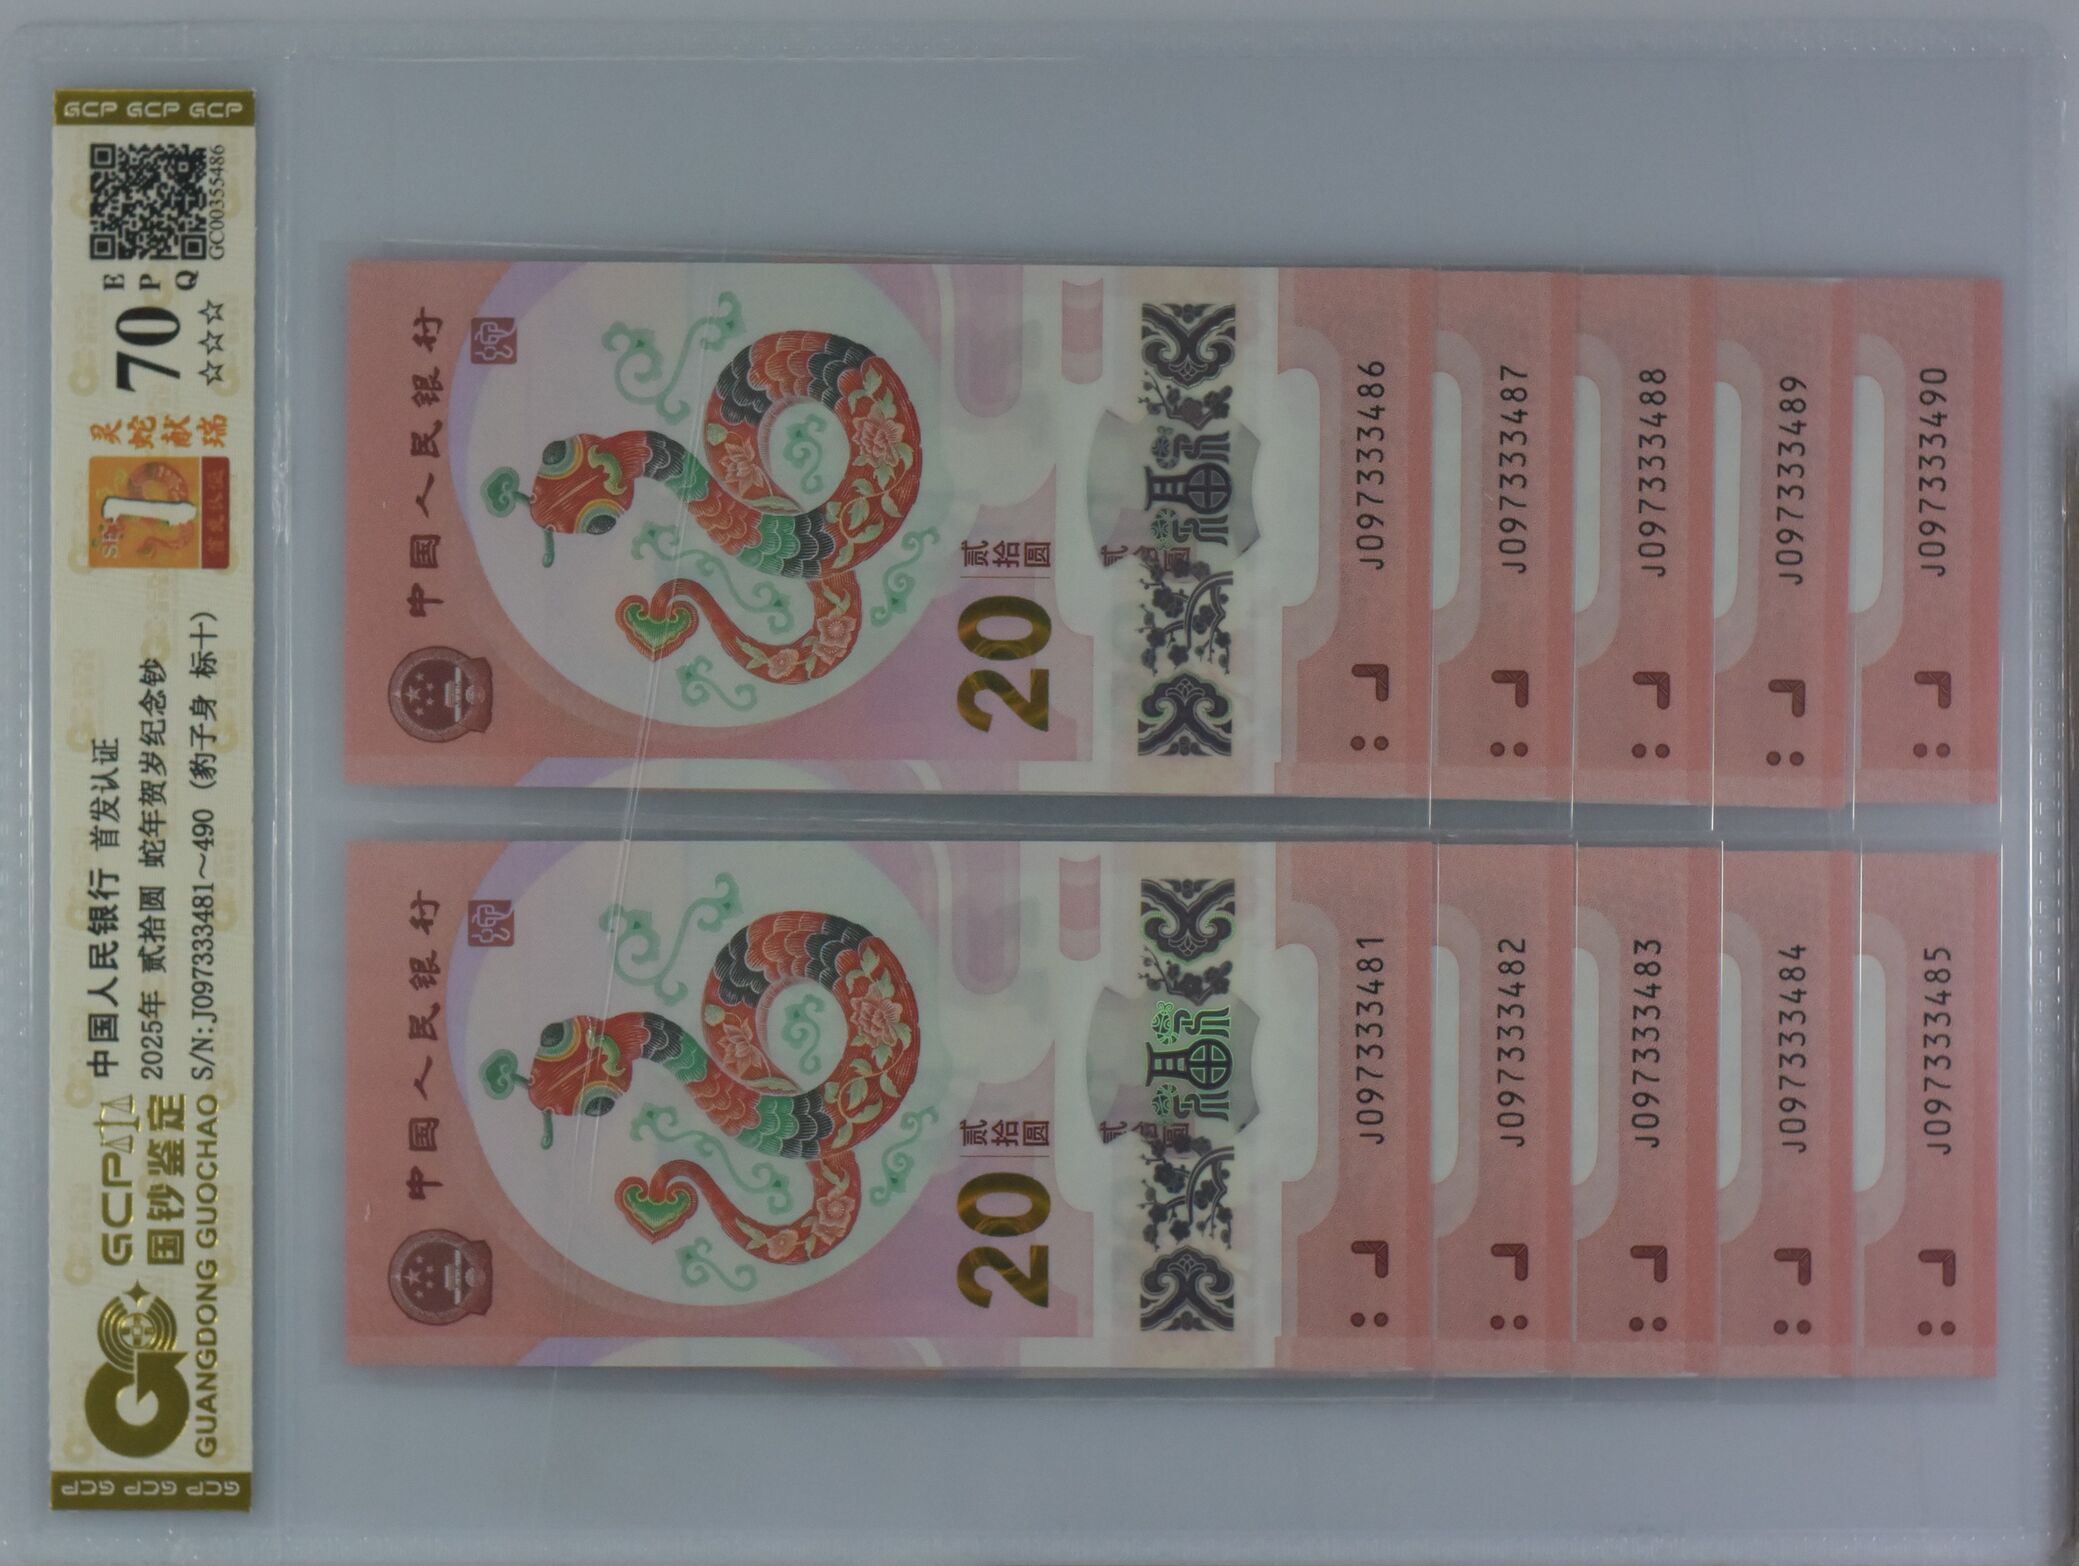 GCP GCP GCP
GCP
国钞鉴定
GUANGDONG GUOCHAO
中国人民银行 首发认证
2025年 贰拾圆 蛇年贺岁纪念钞
S/N:J097333481～490（豹子身 标十）
灵蛇献瑞
70
EPQ
☆☆☆
GC00355486
GCP GCP GCP
中国人民银行
20
贰拾圆
J097333481
J097333482
J097333483
J097333484
J097333485
中国人民银行
20
贰拾圆
J097333486
J097333487
J097333488
J097333489
J097333490